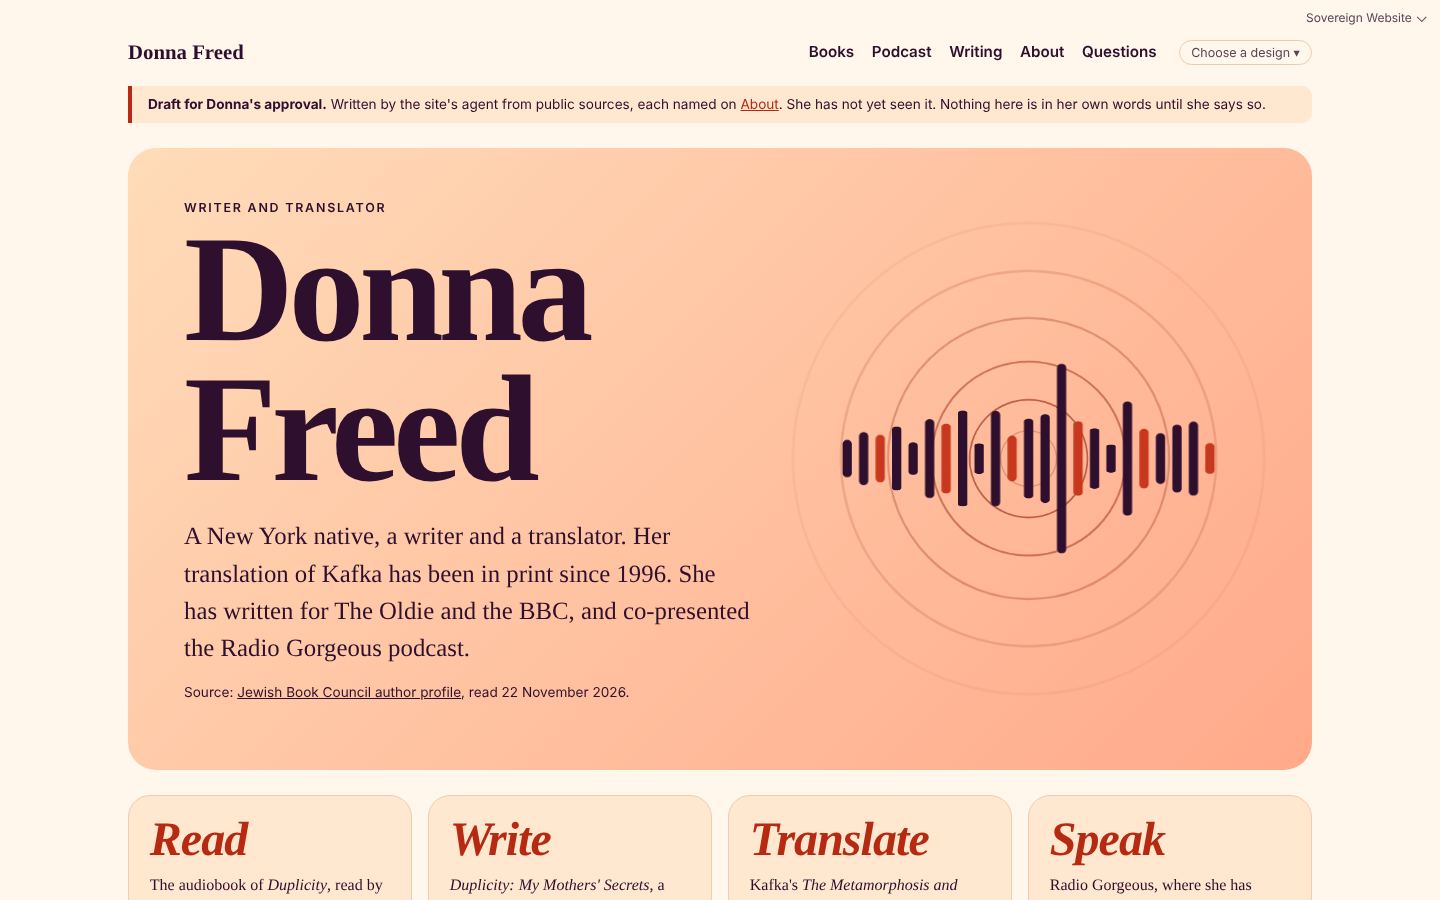 Sovereign Website
Donna Freed
Books Podcast Writing About Questions Choose a design ▾
Draft for Donna's approval. Written by the site's agent from public sources, each named on About. She has not yet seen it. Nothing here is in her own words until she says so.
WRITER AND TRANSLATOR
Donna
Freed
A New York native, a writer and a translator. Her
translation of Kafka has been in print since 1996. She
has written for The Oldie and the BBC, and co-presented
the Radio Gorgeous podcast.
Source: Jewish Book Council author profile, read 22 November 2026.
Read
The audiobook of Duplicity, read by
Write
Duplicity: My Mothers' Secrets, a
Translate
Kafka's The Metamorphosis and
Speak
Radio Gorgeous, where she has